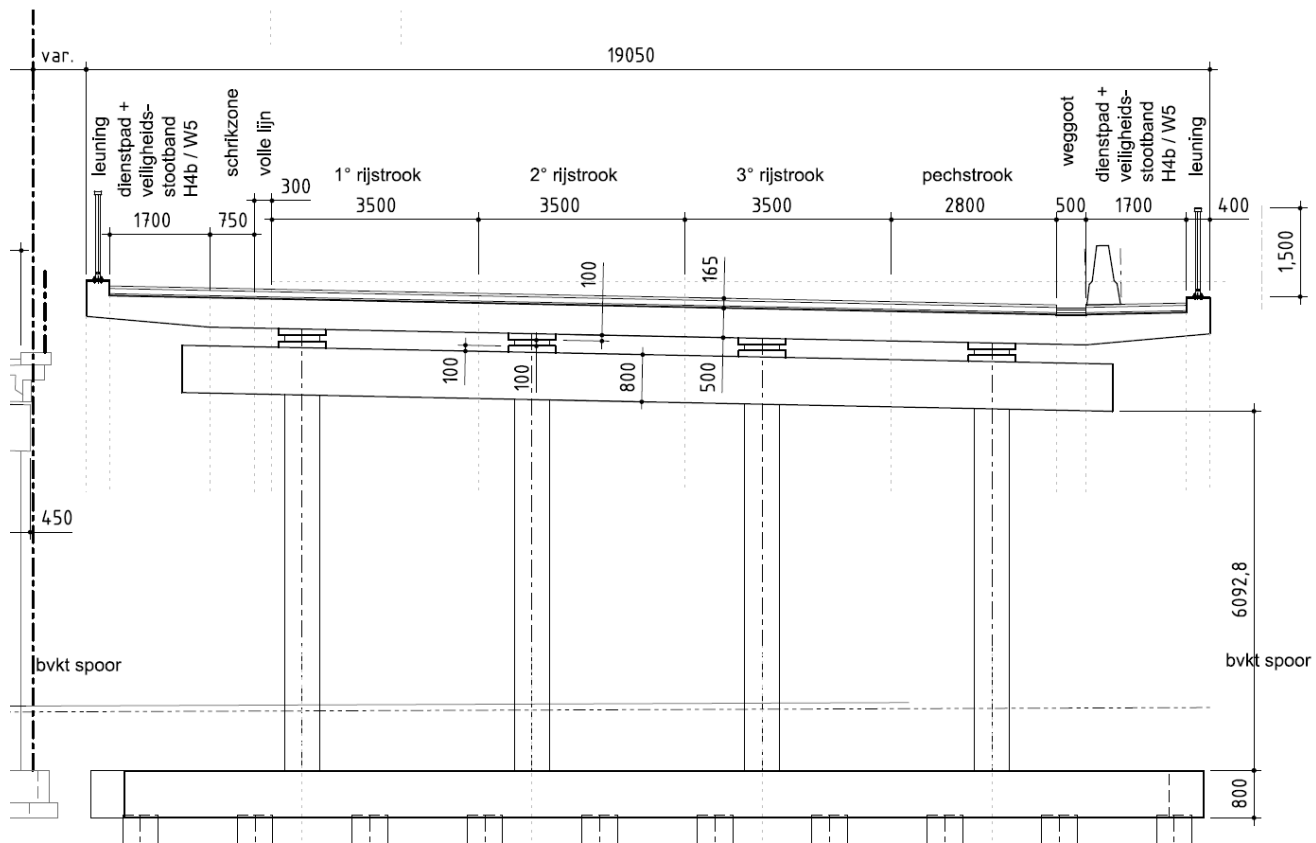 var.
19050
leuning
dienstpad +
veiligheids-
stootband
H4b / W5
schrikzone
volle lijn
weggoot
dienstpad +
veiligheids-
stootband
H4b / W5
leuning
1° rijstrook
2° rijstrook
3° rijstrook
pechstrook
300
3500
3500
3500
2800
500
1700
400
1700
750
1,500
100
165
100
100
800
500
450
6092,8
bvkt spoor
bvkt spoor
800